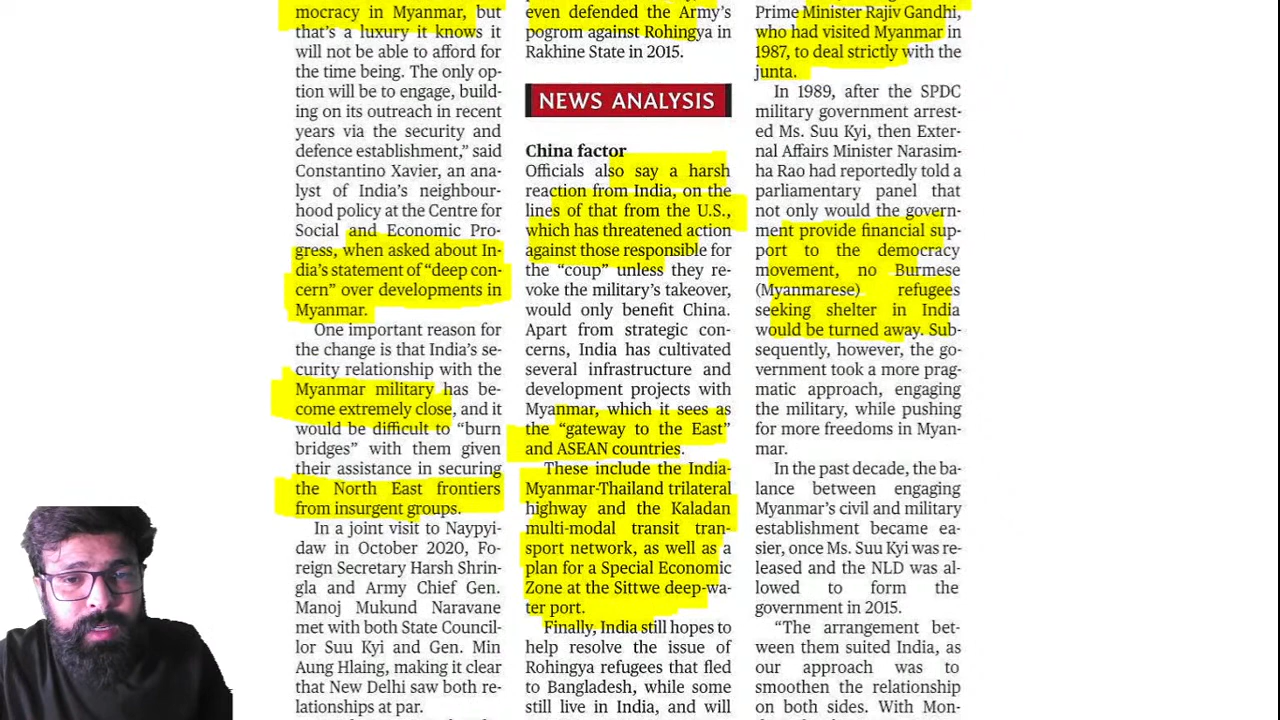 mocracy in Myanmar, but
that's a luxury it knows it
will not be able to afford for
the time being. The only op-
tion will be to engage, build-
ing on its outreach in recent
years via the security and
defence establishment," said
Constantino Xavier, an ana-
lyst of India's neighbour-
hood policy at the Centre for
Social and Economic Pro-
gress, when asked about In-
dia's statement of "deep con-
cern" over developments in
Myanmar.
One important reason for
the change is that India's se-
curity relationship with the
Myanmar military has be-
come extremely close, and it
would be difficult to "burn
bridges" with them given
their assistance in securing
the North East frontiers
from insurgent groups.
In a joint visit to Naypyi-
daw in October 2020, Fo-
reign Secretary Harsh Shrin-
gla and Army Chief Gen.
Manoj Mukund Naravane
met with both State Council-
lor Suu Kyi and Gen. Min
Aung Hlaing, making it clear
that New Delhi saw both re-
lationships at par.
even defended the Army's
pogrom against Rohingya in
Rakhine State in 2015.
NEWS ANALYSIS
China factor
Officials also say a harsh
reaction from India, on the
lines of that from the U.S.,
which has threatened action
against those responsible for
the "coup" unless they re-
voke the military's takeover,
would only benefit China.
Apart from strategic con-
cerns, India has cultivated
several infrastructure and
development projects with
Myanmar, which it sees as
the "gateway to the East"
and ASEAN countries.
These include the India-
Myanmar-Thailand trilateral
highway and the Kaladan
multi-modal transit tran-
sport network, as well as a
plan for a Special Economic
Zone at the Sittwe deep-wa-
ter port.
Finally, India still hopes to
help resolve the issue of
Rohingya refugees that fled
to Bangladesh, while some
still live in India, and will
Prime Minister Rajiv Gandhi,
who had visited Myanmar in
1987, to deal strictly with the
junta.
In 1989, after the SPDC
military government arrest-
ed Ms. Suu Kyi, then Exter-
nal Affairs Minister Narasim-
ha Rao had reportedly told a
parliamentary panel that
not only would the govern-
ment provide financial sup-
port to the democracy
movement, no Burmese
(Myanmarese) refugees
seeking shelter in India
would be turned away. Sub-
sequently, however, the go-
vernment took a more prag-
matic approach, engaging
the military, while pushing
for more freedoms in Myan-
mar.
In the past decade, the ba-
lance between engaging
Myanmar's civil and military
establishment became ea-
sier, once Ms. Suu Kyi was re-
leased and the NLD was al-
lowed to form the
government in 2015.
"The arrangement bet-
ween them suited India, as
our approach was to
smoothen the relationship
on both sides. With Mon-